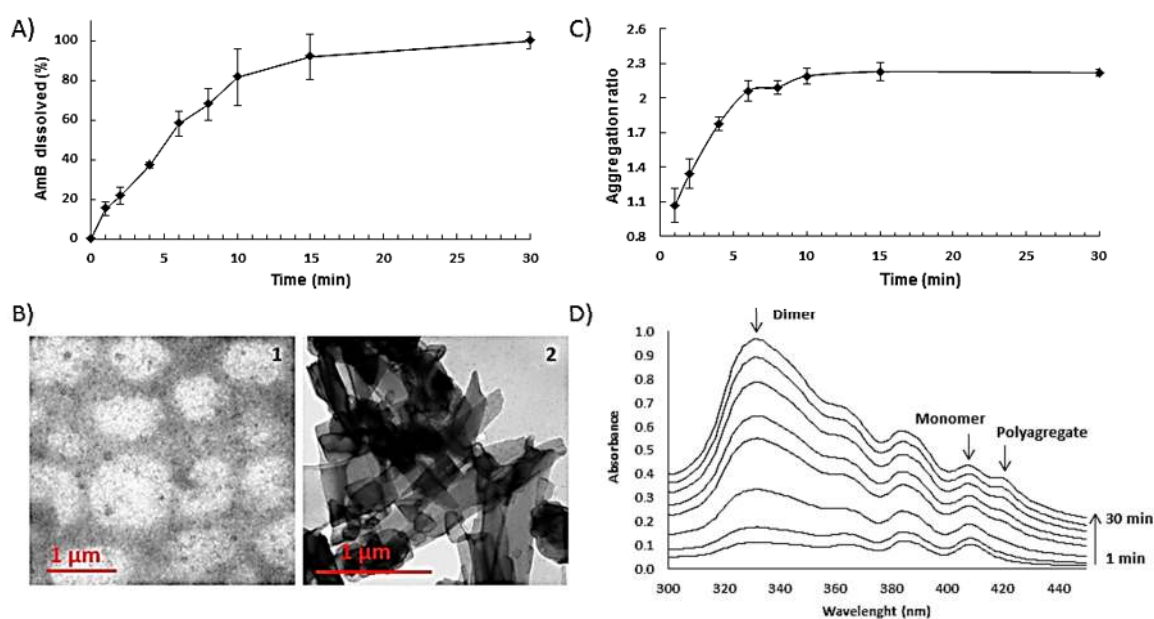 A)
100
80
60
40
20
0
AmB dissolved (%)
0 5 10 15 20 25 30
Time (min)
C)
2.6
2.3
2
1.7
1.4
1.1
0.8
Aggregation ratio
0 5 10 15 20 25 30
Time (min)
B)
1
1 µm
2
1 µm
D)
Dimer
Monomer
Polyagregate
1.0
0.9
0.8
0.7
0.6
0.5
0.4
0.3
0.2
0.1
0.0
Absorbance
30 min
1 min
300 320 340 360 380 400 420 440
Wavelenght (nm)